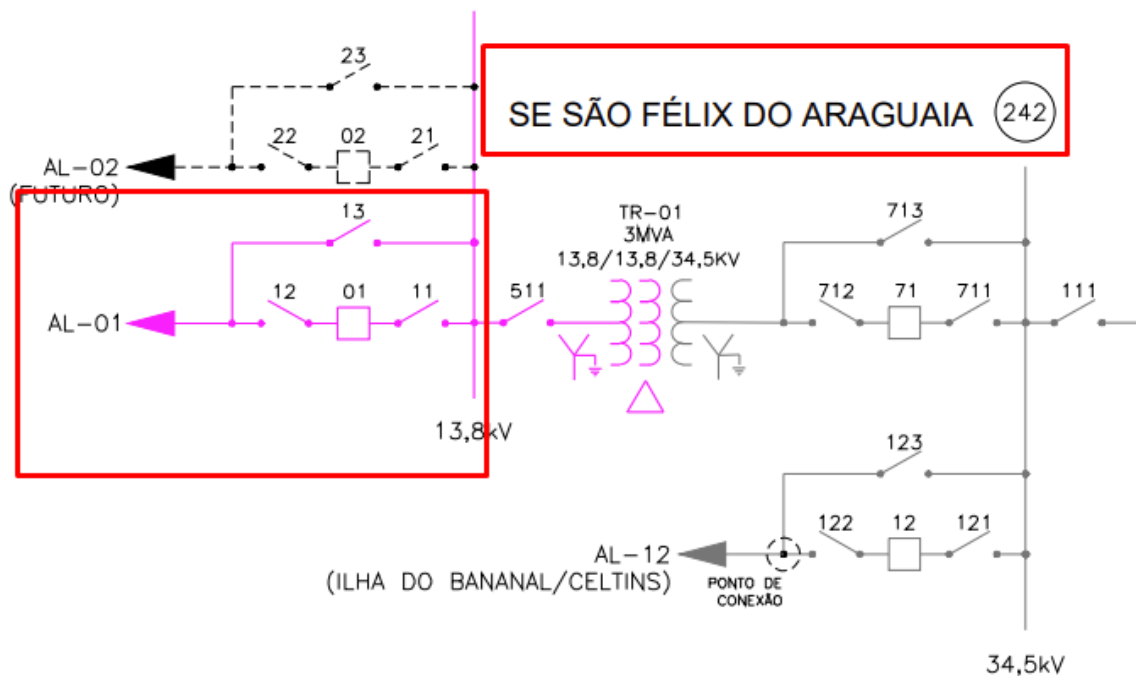 23
SE SÃO FÉLIX DO ARAGUAIA 242
22 02 21
AL-02
(FUTURO)
13
TR-01
3MVA
13,8/13,8/34,5KV
713
12 01 11
AL-01
511
712 71 711 111
13,8kV
123
122 12 121
AL-12
(ILHA DO BANANAL/CELTINS)
PONTO DE
CONEXÃO
34,5kV